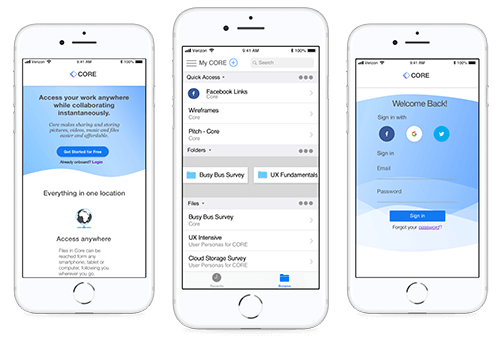 Verizon 9:41 AM 100%
CORE
Access your work anywhere
while collaborating
instantaneously.
Core makes sharing and storing
pictures, videos, music and files
easier and affordable.
Get Started for Free
Already onboard? Login
Everything in one location
Access anywhere
Files in Core can be
reached form any
smartphone, tablet or
computer, following you
wherever you go.
Verizon 9:41 AM 100%
My CORE
Search
Quick Access
Facebook Links
Core
Wireframes
Core
Pitch - Core
Folders
Busy Bus Survey
UX Fundamentals
Files
Busy Bus Survey
Core
UX Intensive
User Personas for CORE
Cloud Storage Survey
User Personas for CORE
Recents
Verizon 9:41 AM 100%
CORE
Welcome Back!
Sign in with
f
G
Sign in
Email
Password
Sign in
Forgot your password?